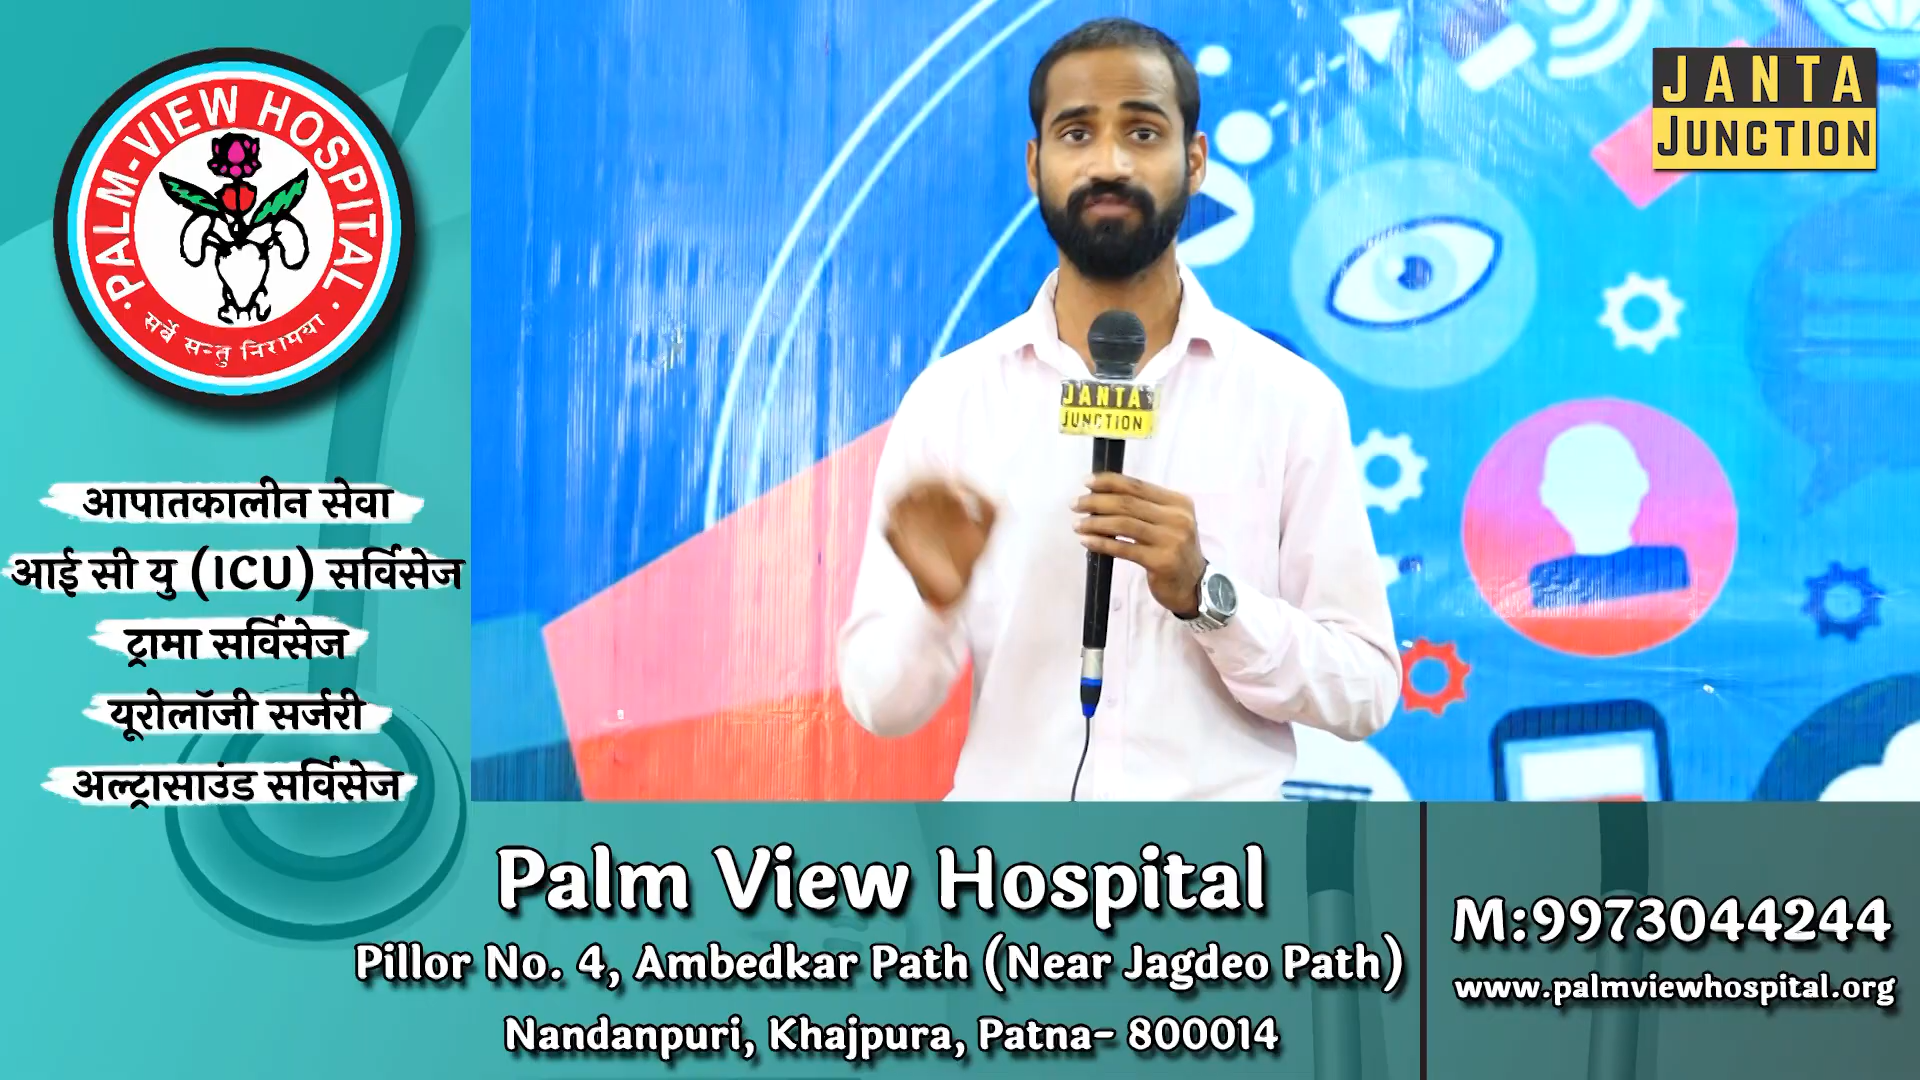 PALM-VIEW HOSPITAL
सर्वे सन्तु निरामया
आपातकालीन सेवा
आई सी यु (ICU) सर्विसेज
ट्रामा सर्विसेज
यूरोलॉजी सर्जरी
अल्ट्रासाउंड सर्विसेज
JANTA
JUNCTION
JANTA
JUNCTION
Palm View Hospital
Pillor No. 4, Ambedkar Path (Near Jagdeo Path)
Nandanpuri, Khajpura, Patna- 800014
M:9973044244
www.palmviewhospital.org